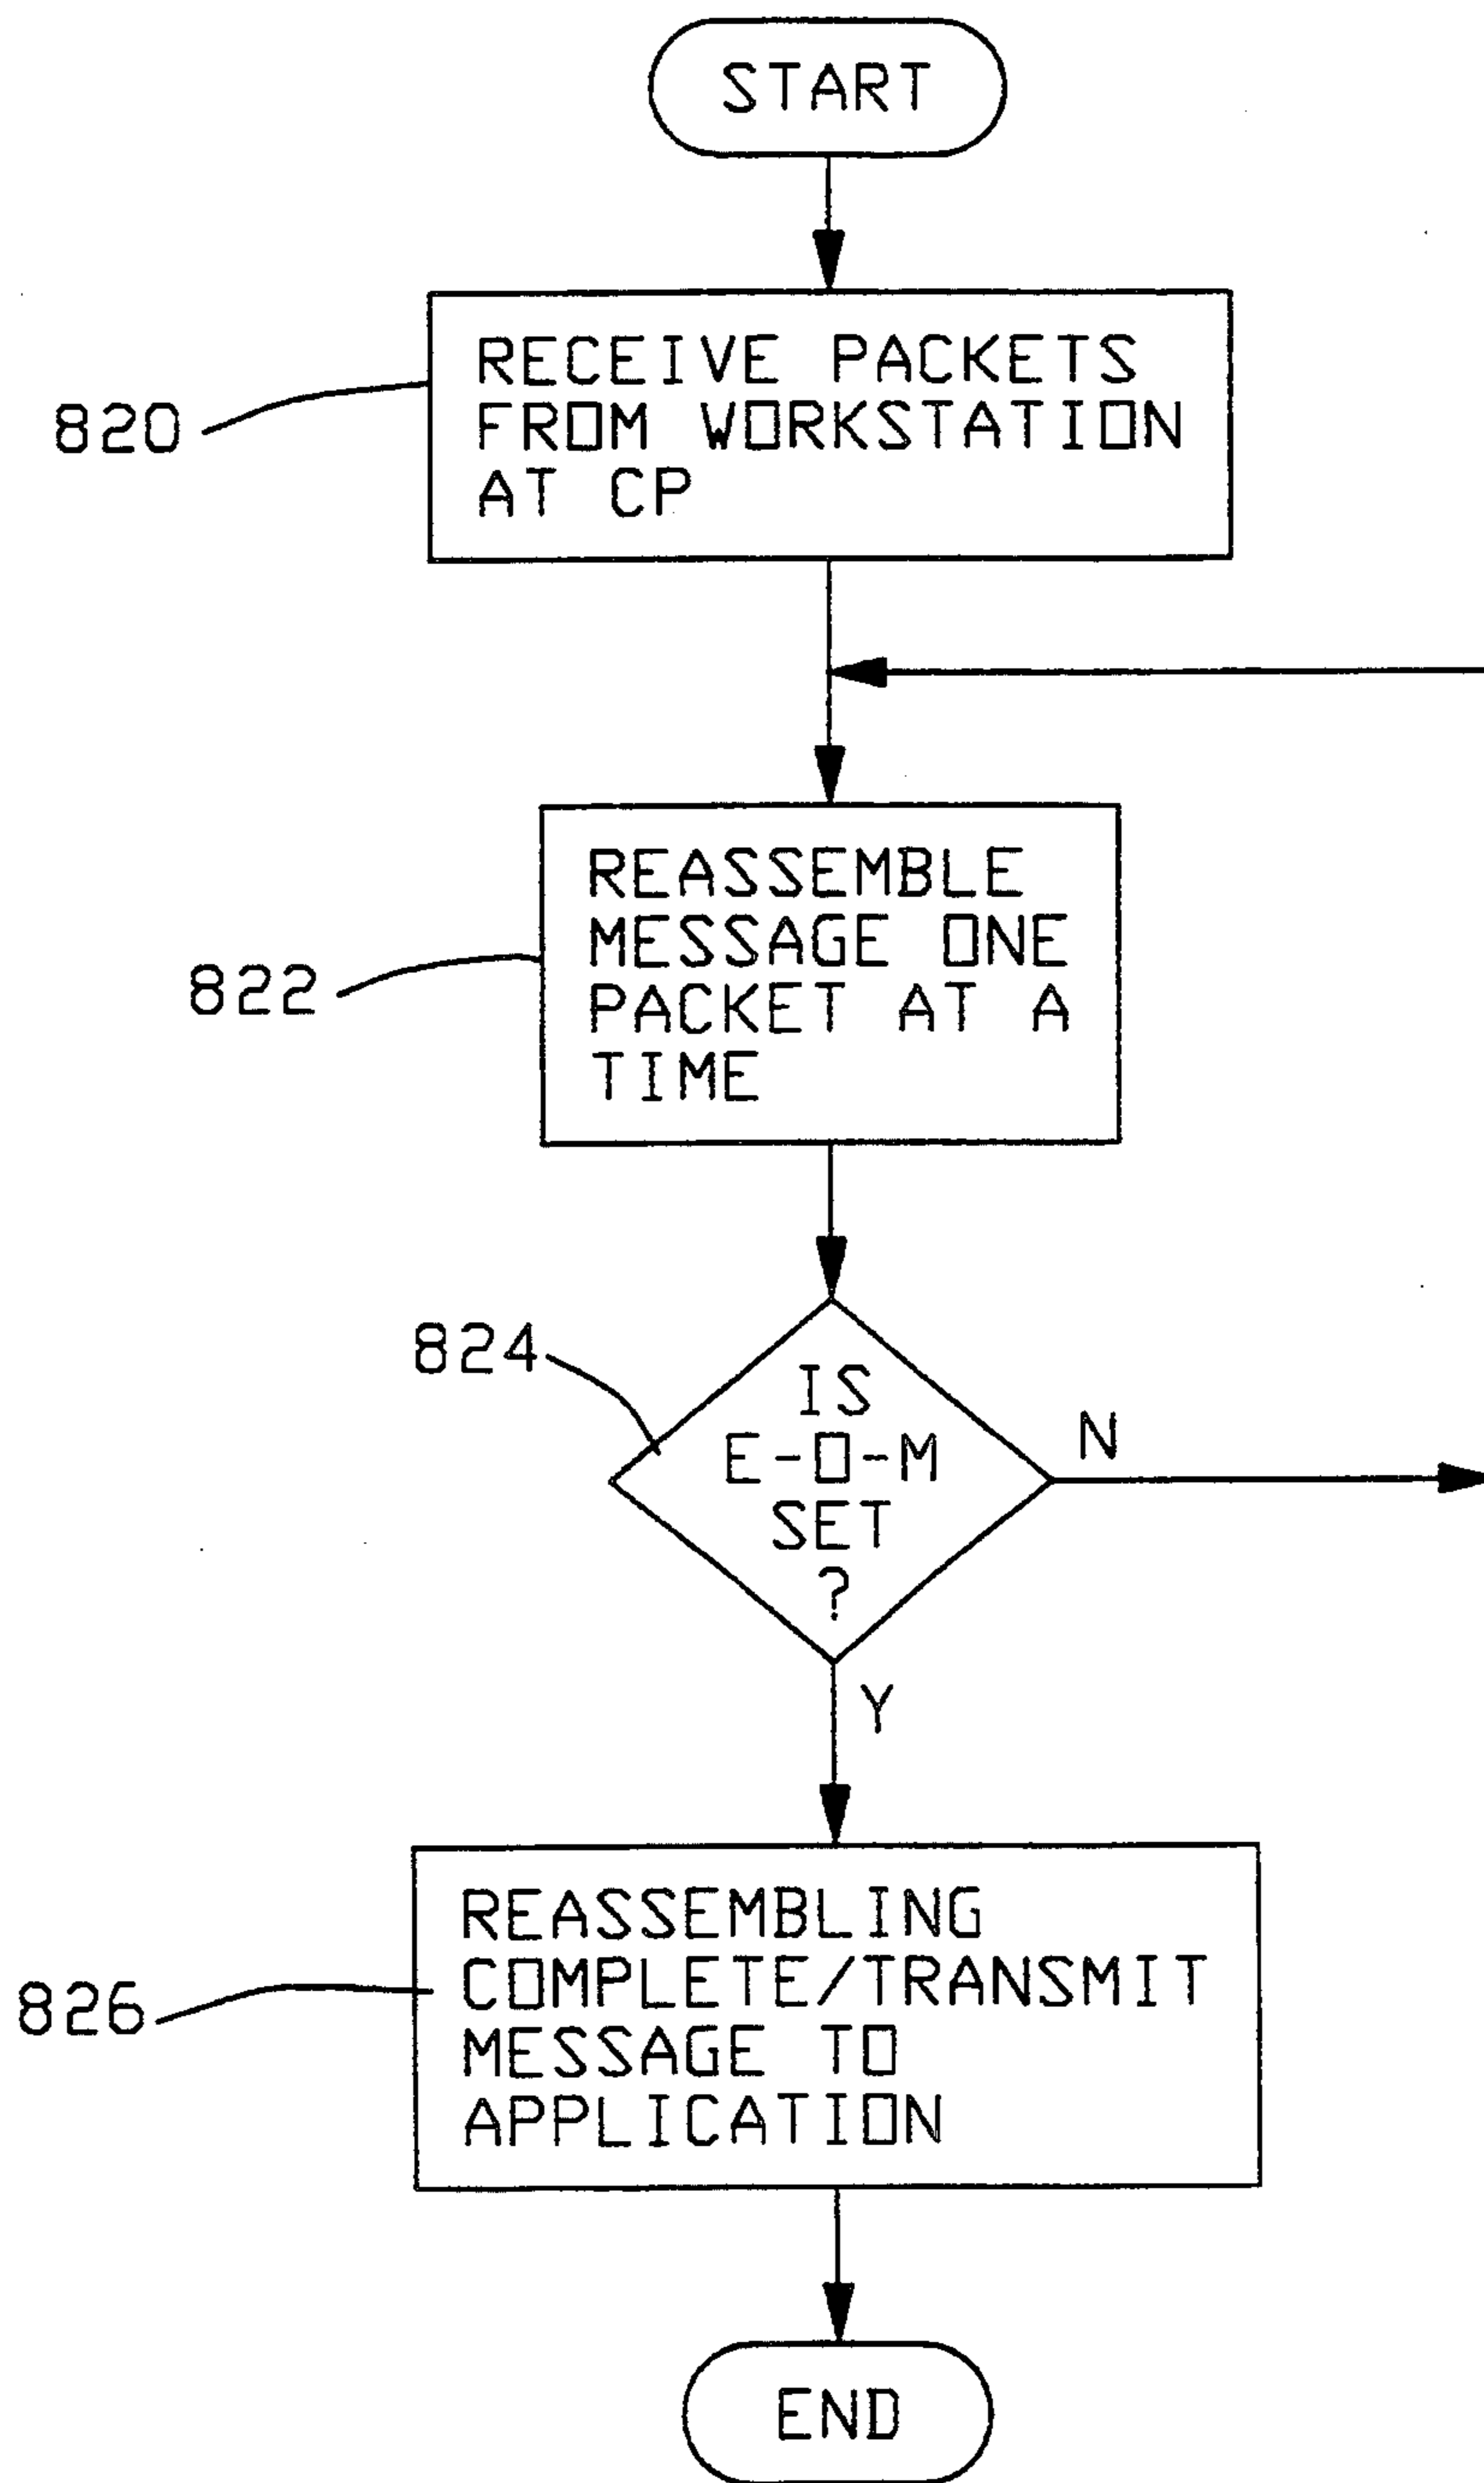 START
820
RECEIVE PACKETS
FROM WORKSTATION
AT CP
822
REASSEMBLE
MESSAGE ONE
PACKET AT A
TIME
824
IS
E-O-M
SET
?
N
Y
826
REASSEMBLING
COMPLETE/TRANSMIT
MESSAGE TO
APPLICATION
END